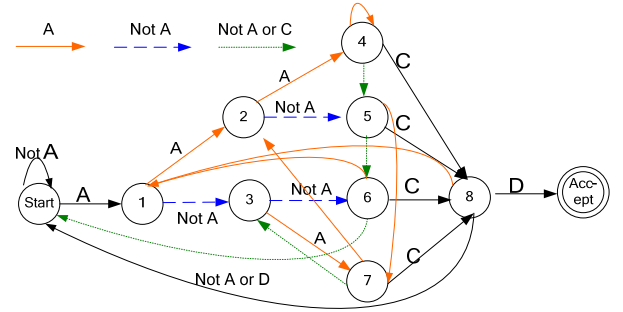 A
Not A
Not A or C
4
C
A
2
Not A
5
C
A
Not A
Start
A
1
Not A
3
Not A
6
C
8
D
Acc-
ept
A
7
C
Not A or D